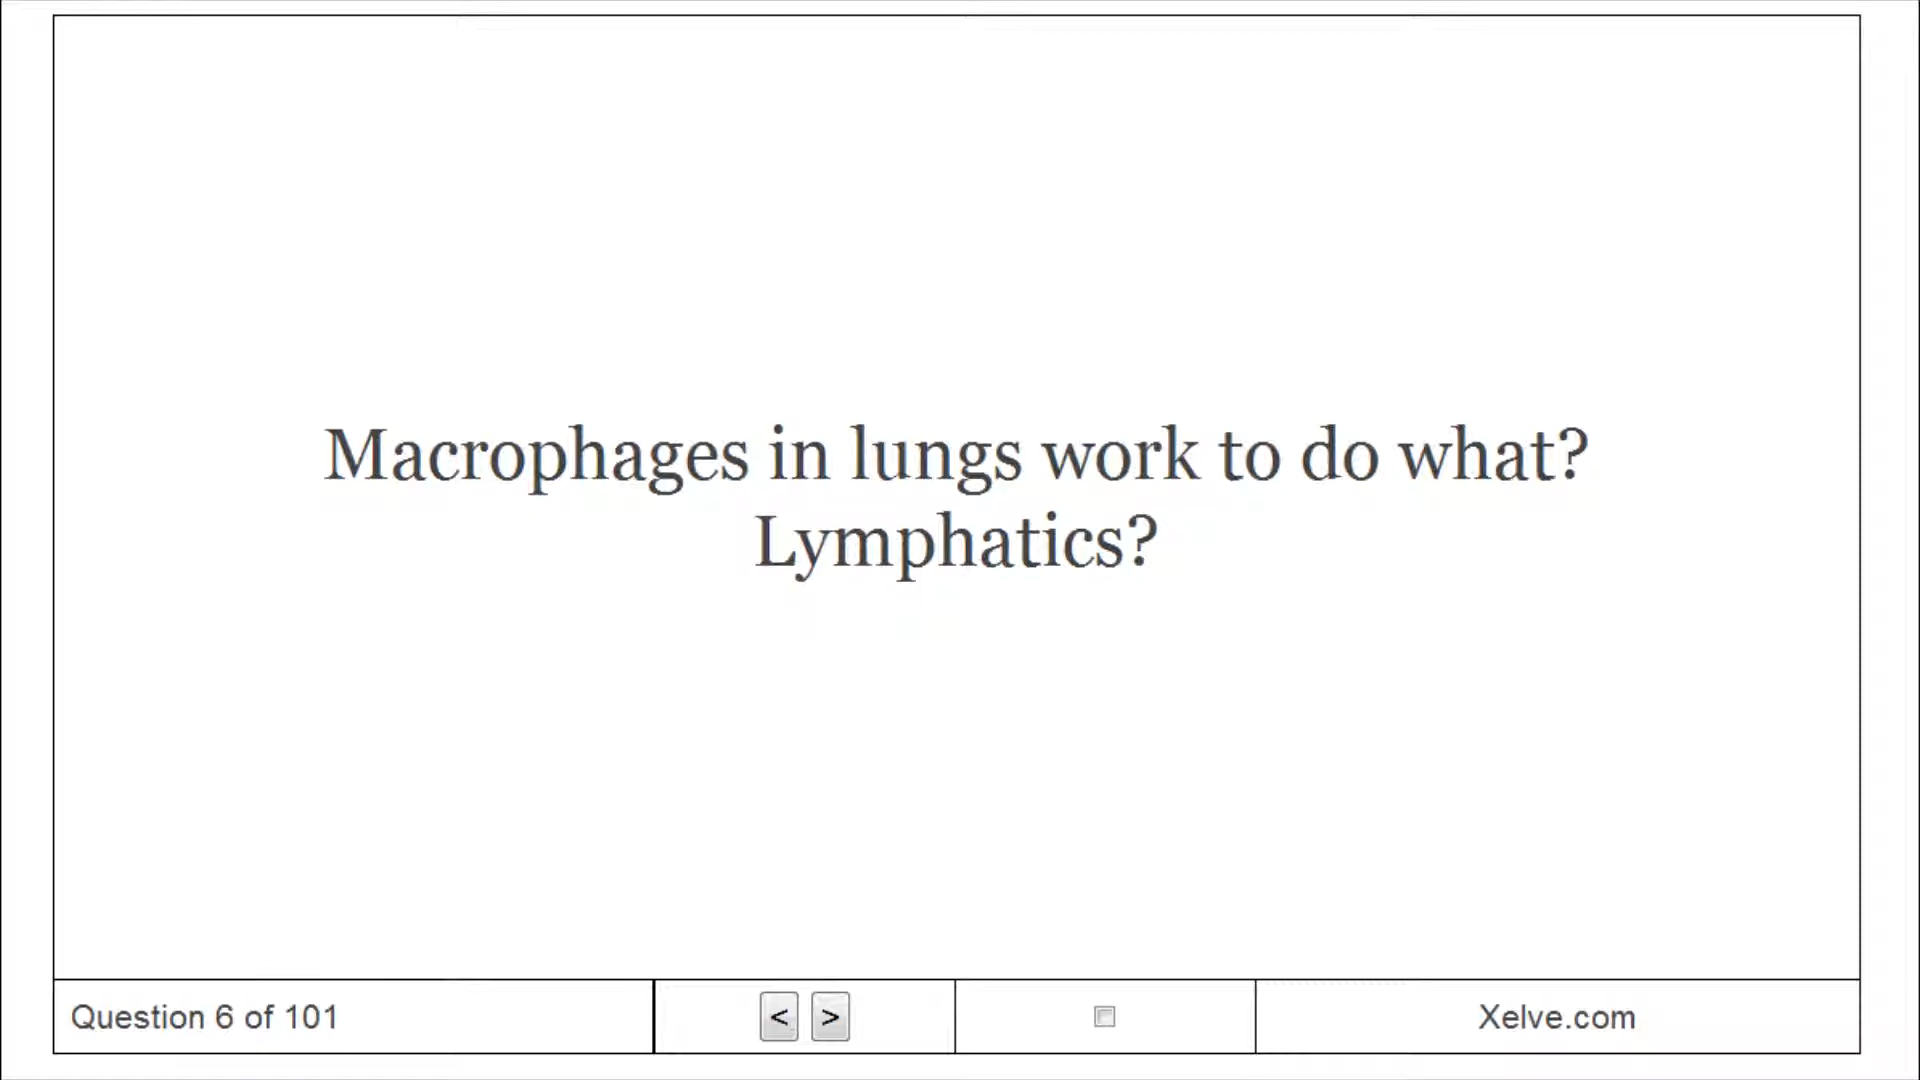 Macrophages in lungs work to do what?
Lymphatics?
Question 6 of 101
< >
Xelve.com